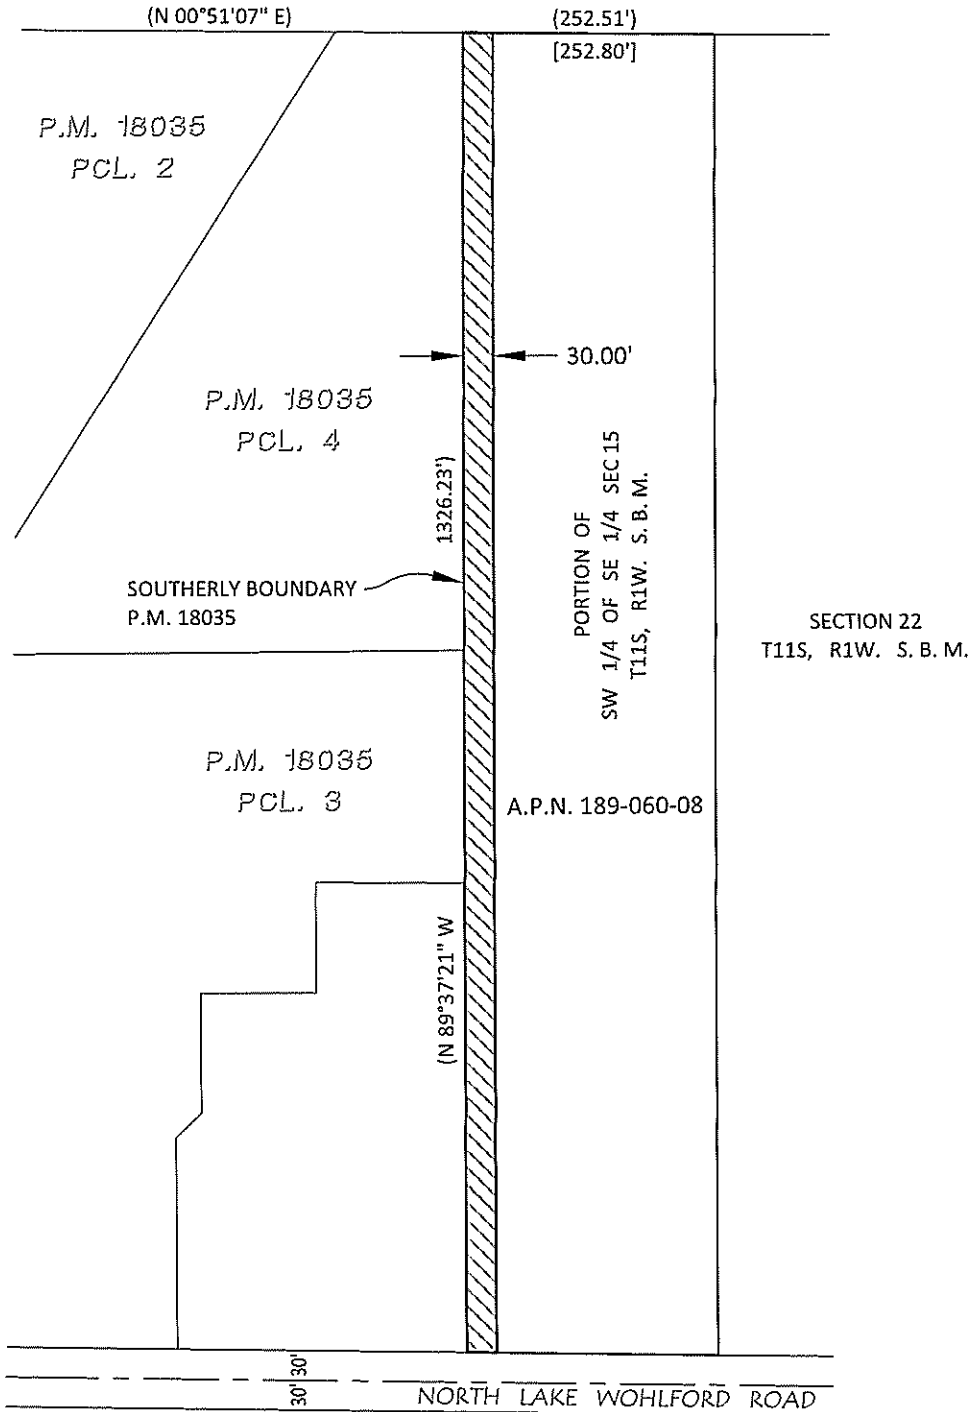 (N 00°51'07" E)
(252.51')
[252.80']
P.M. 18035
PCL. 2
30.00'
P.M. 18035
PCL. 4
1326.23')
PORTION OF
SW 1/4 OF SE 1/4 SEC 15
T11S, R1W. S. B. M.
SOUTHERLY BOUNDARY
P.M. 18035
SECTION 22
T11S, R1W. S. B. M.
P.M. 18035
PCL. 3
A.P.N. 189-060-08
(N 89°37'21" W
30' 30'
NORTH LAKE WOHLFORD ROAD